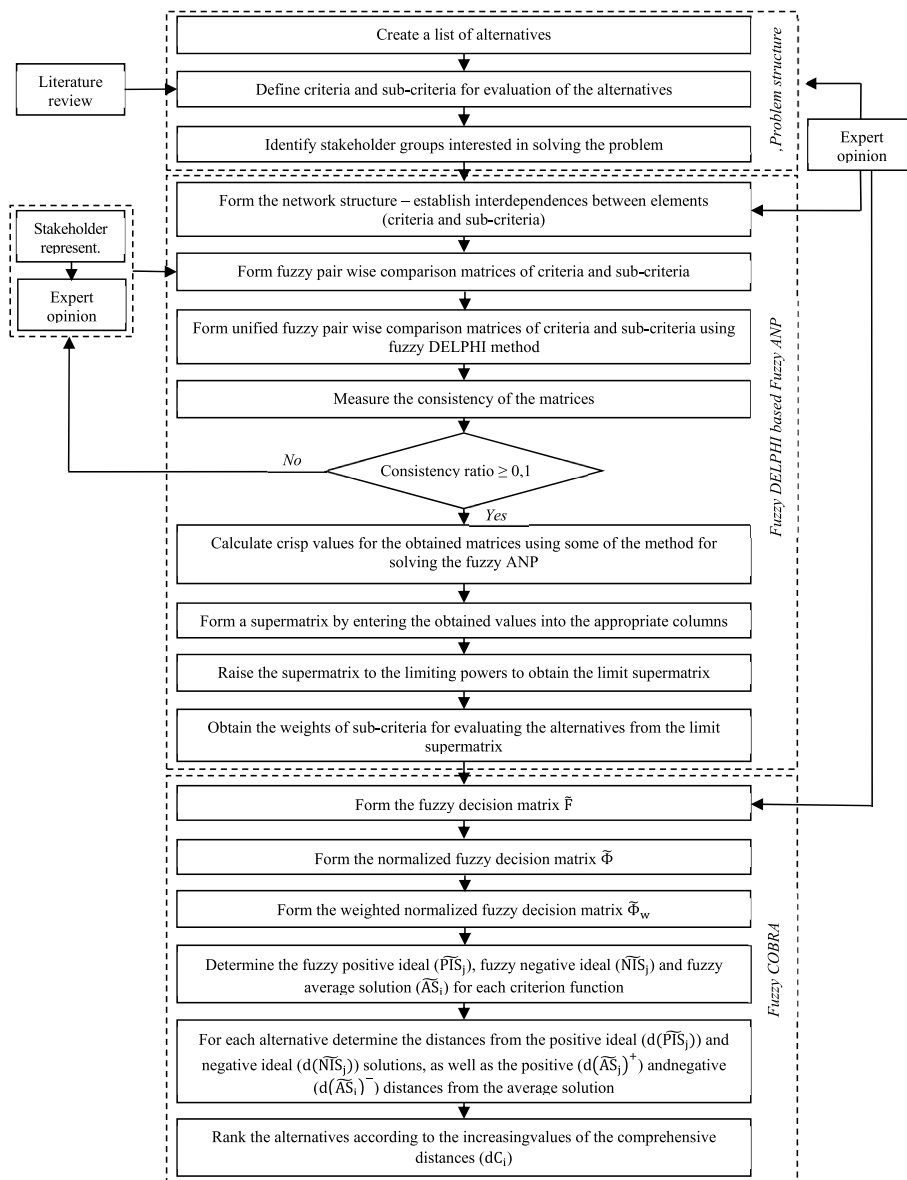 Create a list of alternatives
Literature
review
Define criteria and sub-criteria for evaluation of the alternatives
Identify stakeholder groups interested in solving the problem
,Problem structure
Expert
opinion
Form the network structure – establish interdependences between elements
(criteria and sub-criteria)
Stakeholder
represent.
Expert
opinion
Form fuzzy pair wise comparison matrices of criteria and sub-criteria
Form unified fuzzy pair wise comparison matrices of criteria and sub-criteria using
fuzzy DELPHI method
Measure the consistency of the matrices
No
Consistency ratio ≥ 0,1
Yes
Calculate crisp values for the obtained matrices using some of the method for
solving the fuzzy ANP
Form a supermatrix by entering the obtained values into the appropriate columns
Raise the supermatrix to the limiting powers to obtain the limit supermatrix
Obtain the weights of sub-criteria for evaluating the alternatives from the limit
supermatrix
Fuzzy DELPHI based Fuzzy ANP
Form the fuzzy decision matrix F̃
Form the normalized fuzzy decision matrix Φ̃
Form the weighted normalized fuzzy decision matrix Φ̃w
Determine the fuzzy positive ideal (P̃ĨS̃j), fuzzy negative ideal (ÑĨS̃j) and fuzzy
average solution (ÃS̃j) for each criterion function
For each alternative determine the distances from the positive ideal (d(P̃ĨS̃j)) and
negative ideal (d(ÑĨS̃j)) solutions, as well as the positive (d(ÃS̃j)⁺) andnegative
(d(ÃS̃j)⁻) distances from the average solution
Rank the alternatives according to the increasingvalues of the comprehensive
distances (dCi)
Fuzzy COBRA